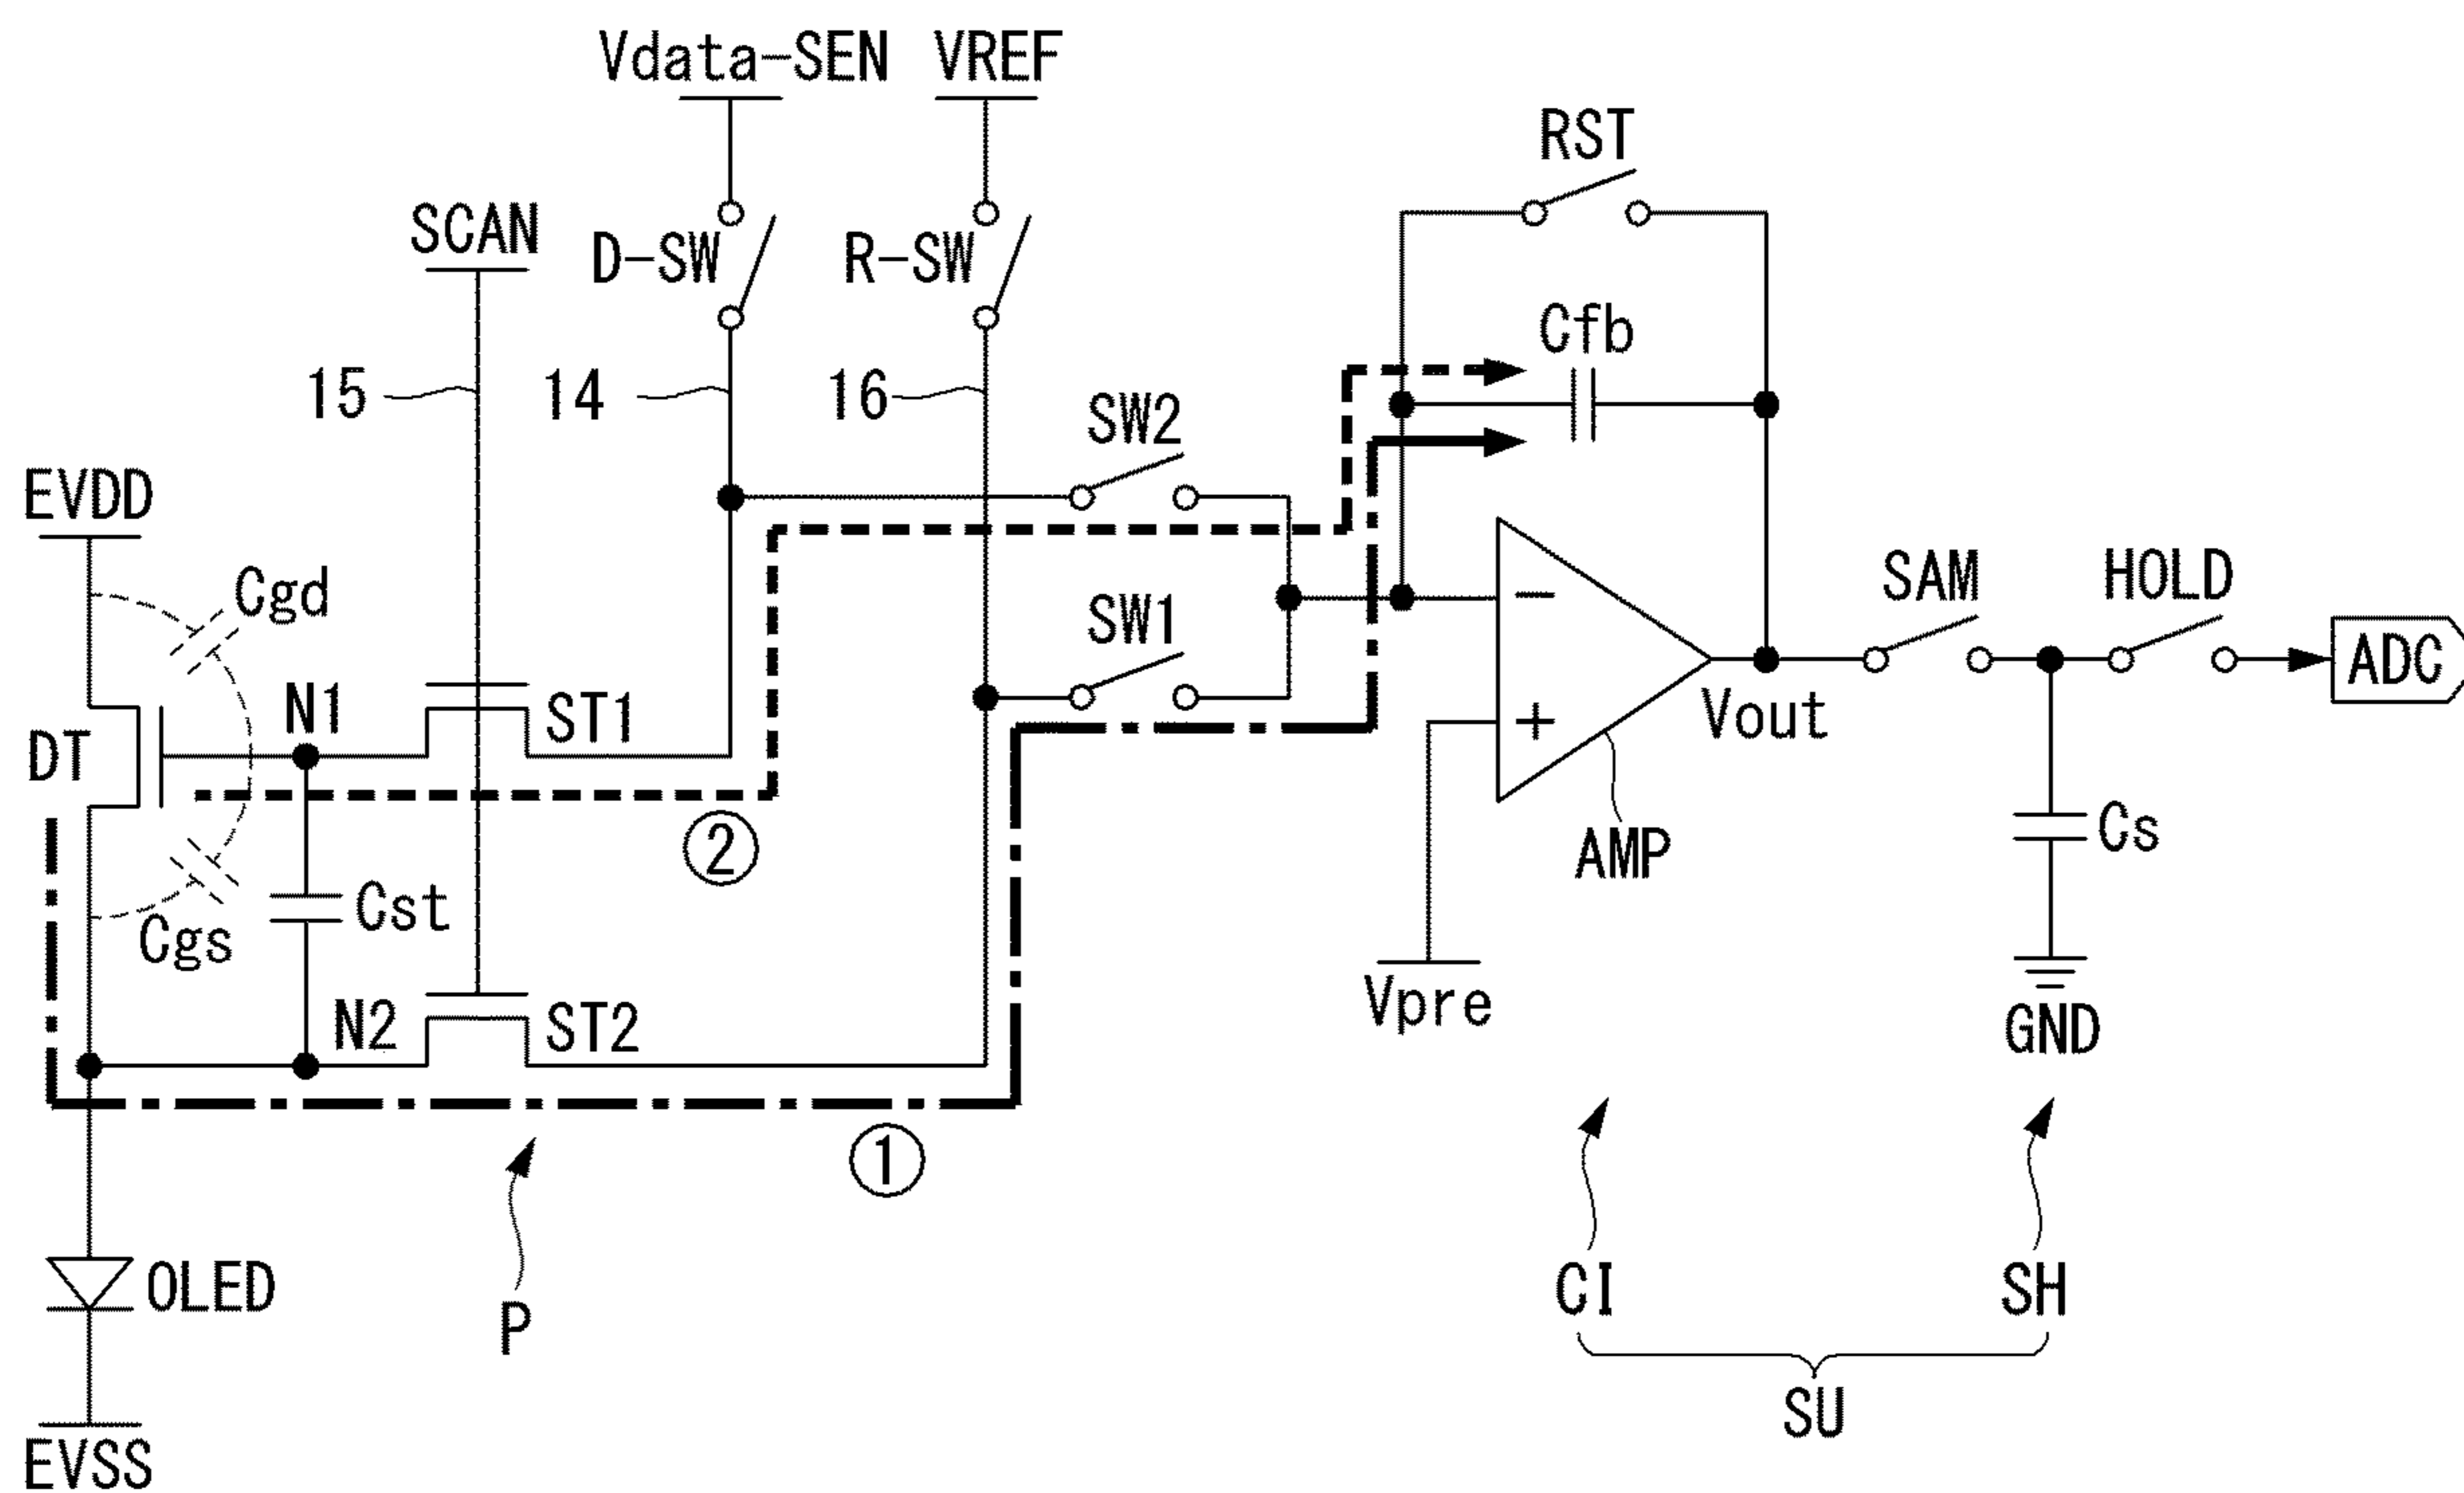 Vdata-SEN VREF
RST
SCAN
D-SW R-SW
Cfb
15 14 16
SW2
EVDD
Cgd
SW1
SAM HOLD
ADC
N1 ST1
DT
−
+
Vout
②
AMP
Cs
Cst
Cgs
Vpre
N2 ST2
GND
①
OLED
P
CI SH
SU
EVSS